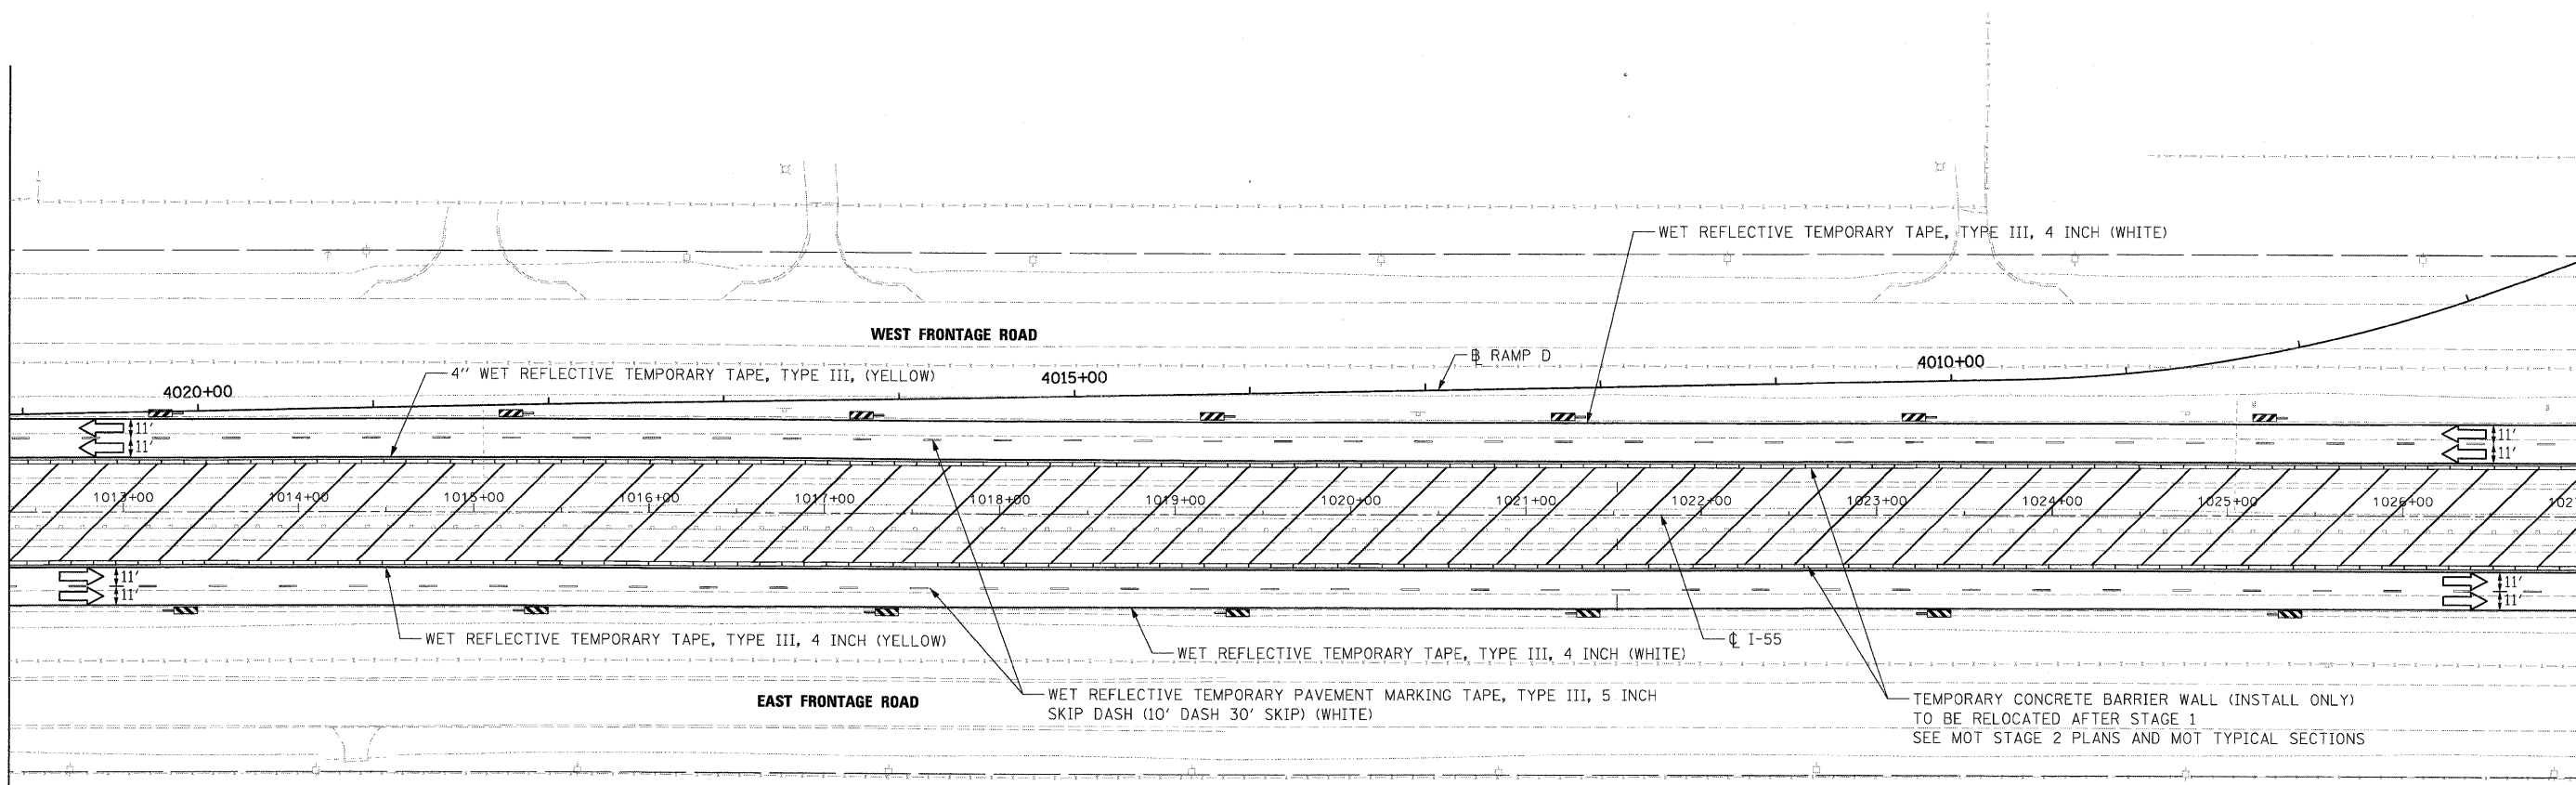 WET REFLECTIVE TEMPORARY TAPE, TYPE III, 4 INCH (WHITE)
WEST FRONTAGE ROAD
℄ RAMP D
4010+00
4" WET REFLECTIVE TEMPORARY TAPE, TYPE III, (YELLOW)
4015+00
4020+00
11'
11'
11'
11'
1013+00
1014+00
1015+00
1016+00
1017+00
1018+00
1019+00
1020+00
1021+00
1022+00
1023+00
1024+00
1025+00
1026+00
11'
11'
11'
11'
WET REFLECTIVE TEMPORARY TAPE, TYPE III, 4 INCH (YELLOW)
WET REFLECTIVE TEMPORARY TAPE, TYPE III, 4 INCH (WHITE)
℄ I-55
EAST FRONTAGE ROAD
WET REFLECTIVE TEMPORARY PAVEMENT MARKING TAPE, TYPE III, 5 INCH
SKIP DASH (10' DASH 30' SKIP) (WHITE)
TEMPORARY CONCRETE BARRIER WALL (INSTALL ONLY)
TO BE RELOCATED AFTER STAGE 1
SEE MOT STAGE 2 PLANS AND MOT TYPICAL SECTIONS